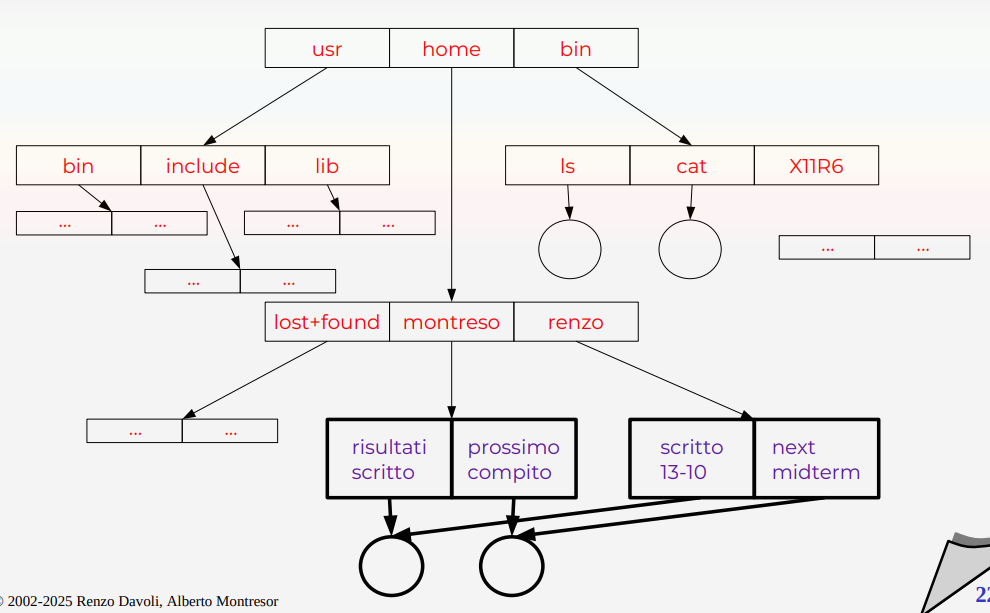 usr home bin
bin include lib ls cat X11R6
... ... ... ...
... ...
... ...
lost+found montreso renzo
... ...
risultati prossimo scritto next
scritto compito 13-10 midterm
© 2002-2025 Renzo Davoli, Alberto Montresor